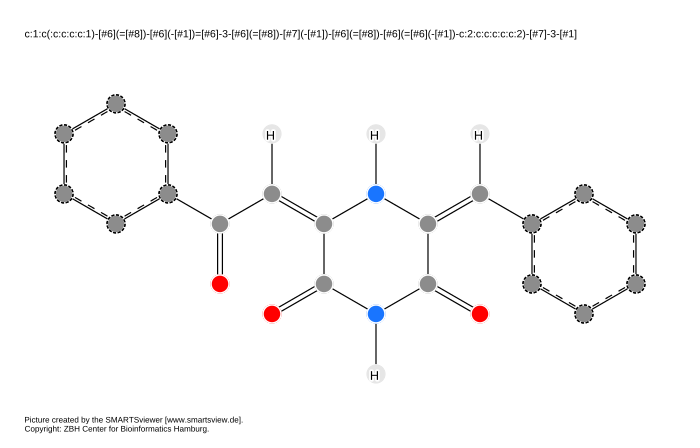 c:1:c(:c:c:c:c:1)-[#6](=[#8])-[#6](-[#1])=[#6]-3-[#6](=[#8])-[#7](-[#1])-[#6](=[#8])-[#6](=[#6](-[#1])-c:2:c:c:c:c:c:2)-[#7]-3-[#1]
H H H
H
Picture created by the SMARTSviewer [www.smartsview.de].
Copyright: ZBH Center for Bioinformatics Hamburg.